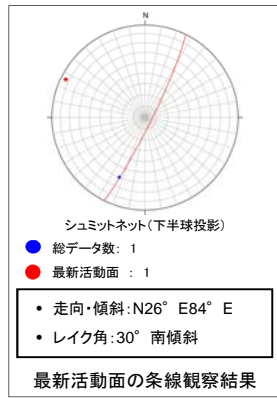 N
シュミットネット(下半球投影)
総データ数: 1
最新活動面 : 1
• 走向・傾斜:N26°E84°E
• レイク角:30°南傾斜
最新活動面の条線観察結果